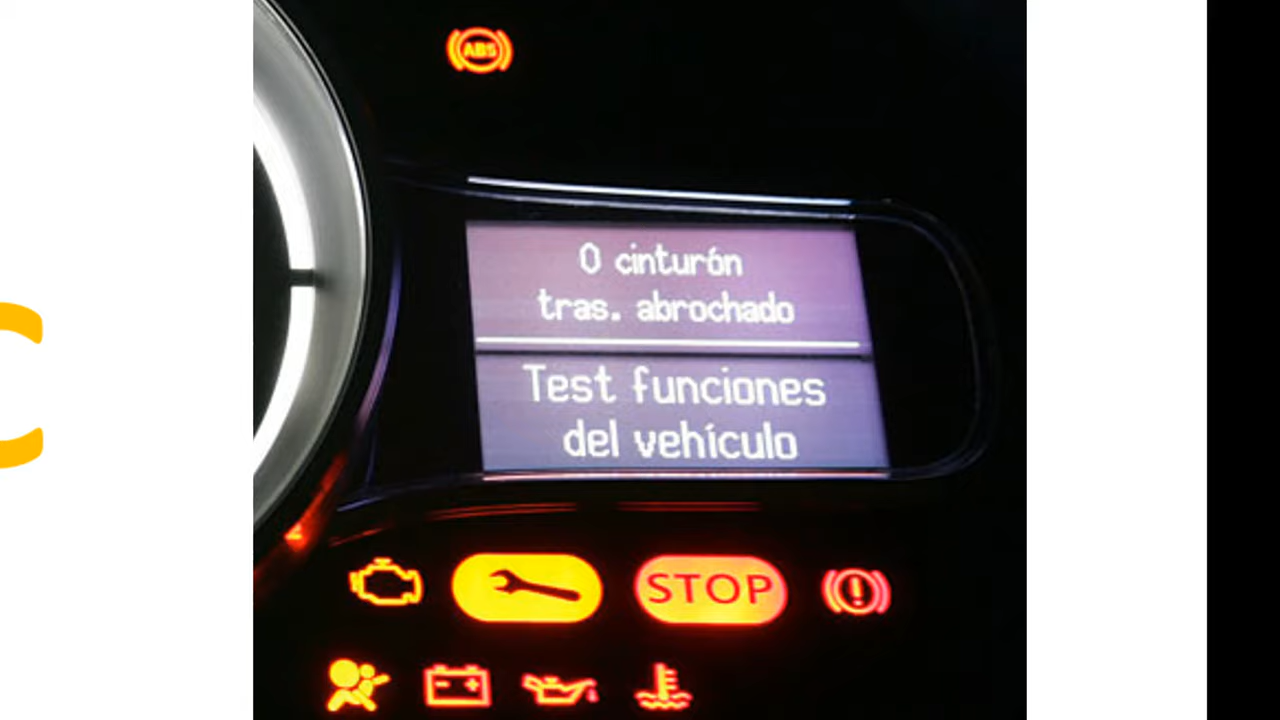 ABS
0 cinturón
tras. abrochado
Test funciones
del vehículo
STOP